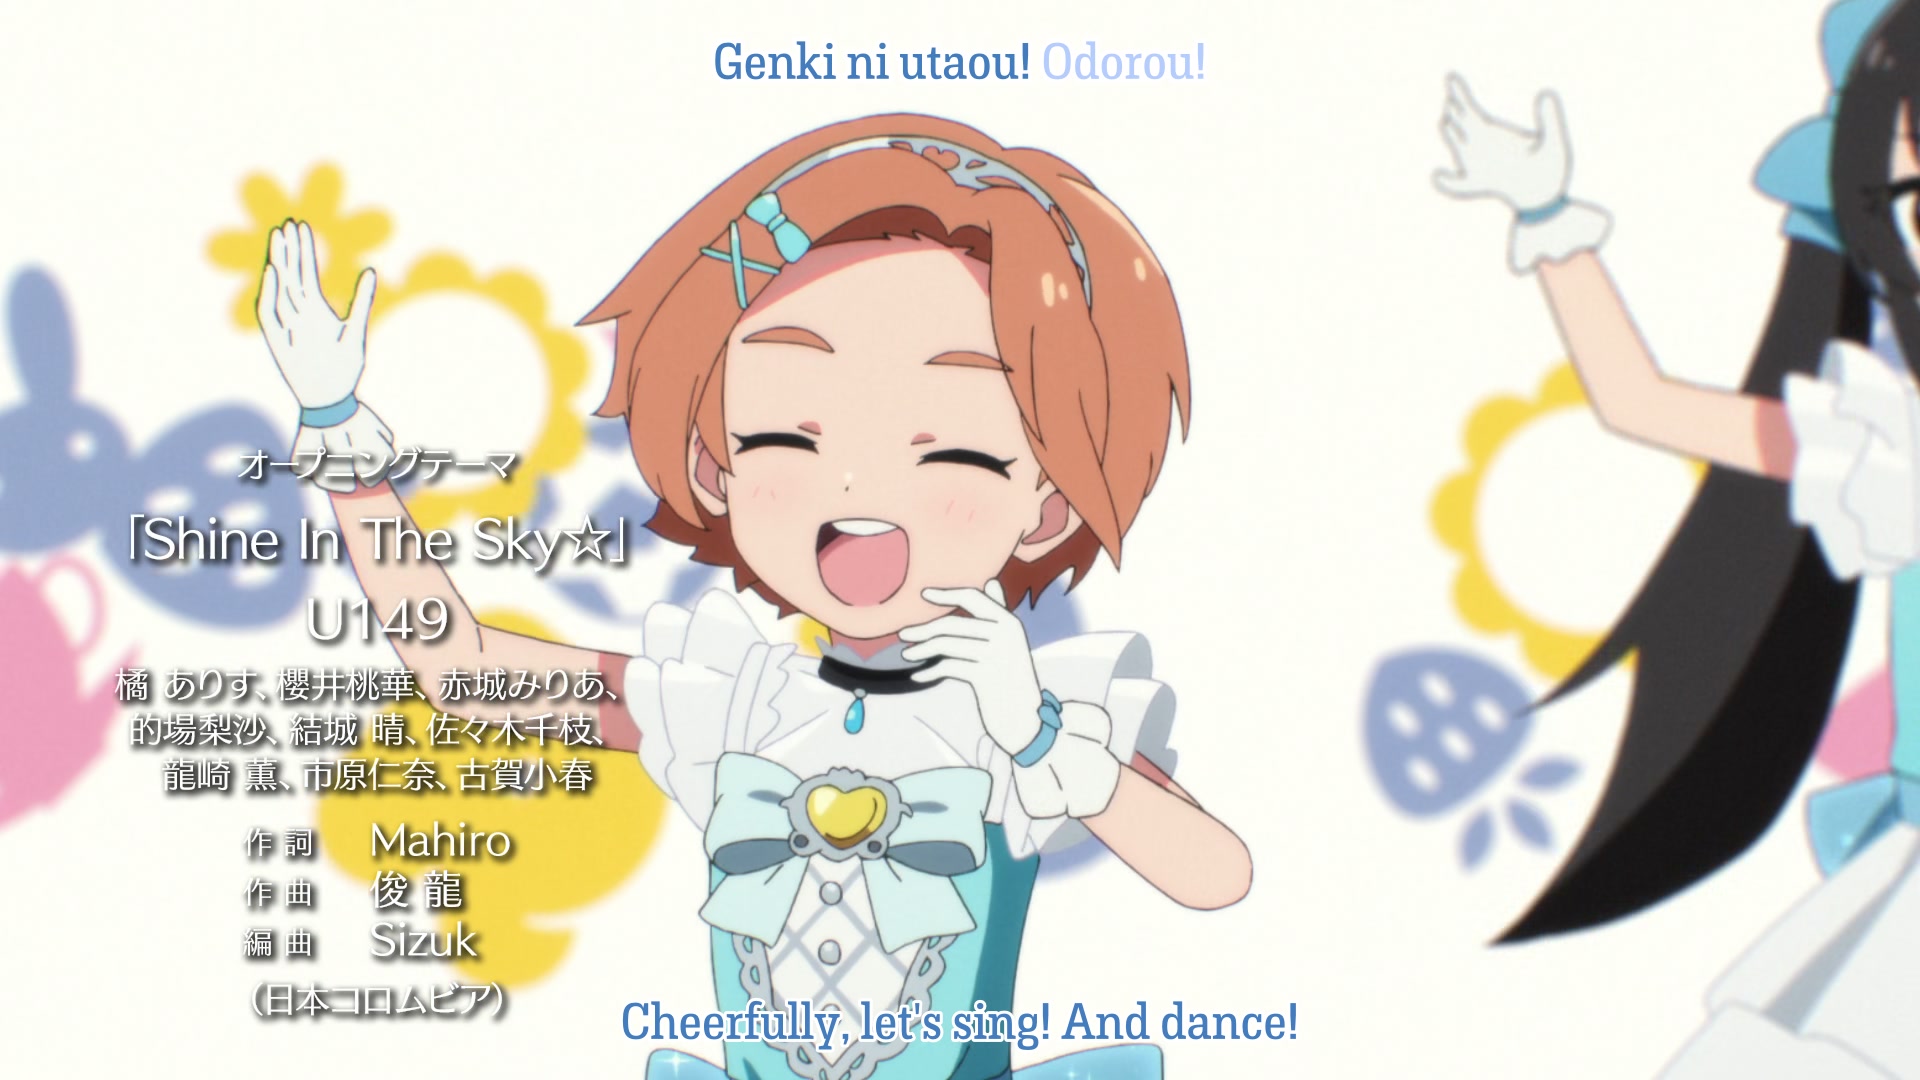 Genki ni utaou! Odorou!
オープニングテーマ
「Shine In The Sky☆」
U149
橘 ありす、櫻井桃華、赤城みりあ、
的場梨沙、結城 晴、佐々木千枝、
龍崎 薫、市原仁奈、古賀小春
作 詞 Mahiro
作 曲 俊 龍
編 曲 Sizuk
（日本コロムビア）
Cheerfully, let's sing! And dance!